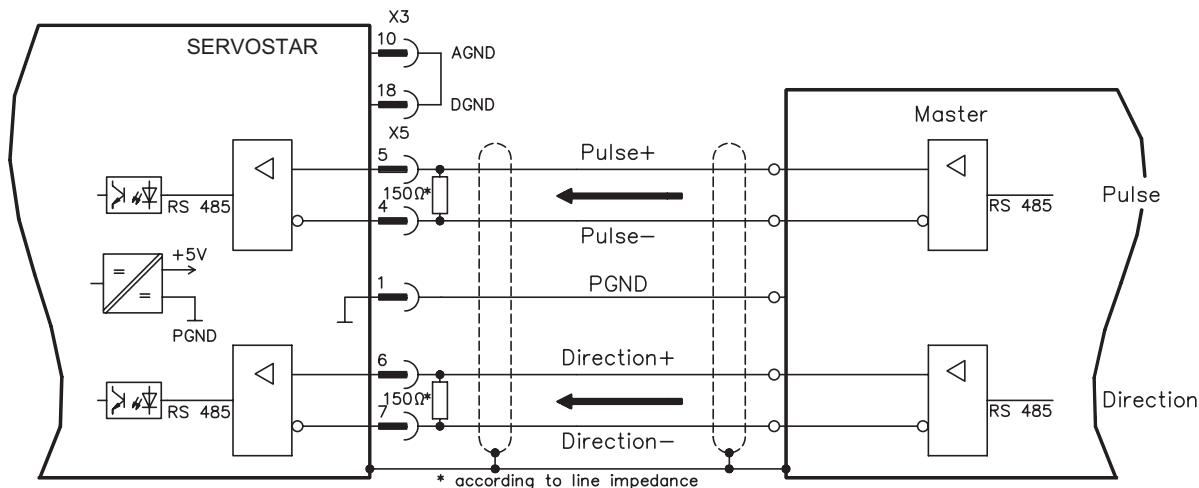 X3
SERVOSTAR
10
AGND
18
DGND
X5
Master
5
Pulse+
150Ω*
RS 485
RS 485
Pulse
4
Pulse−
+5V
=
=
1
PGND
PGND
6
Direction+
150Ω*
RS 485
RS 485
Direction
7
Direction−
* according to line impedance